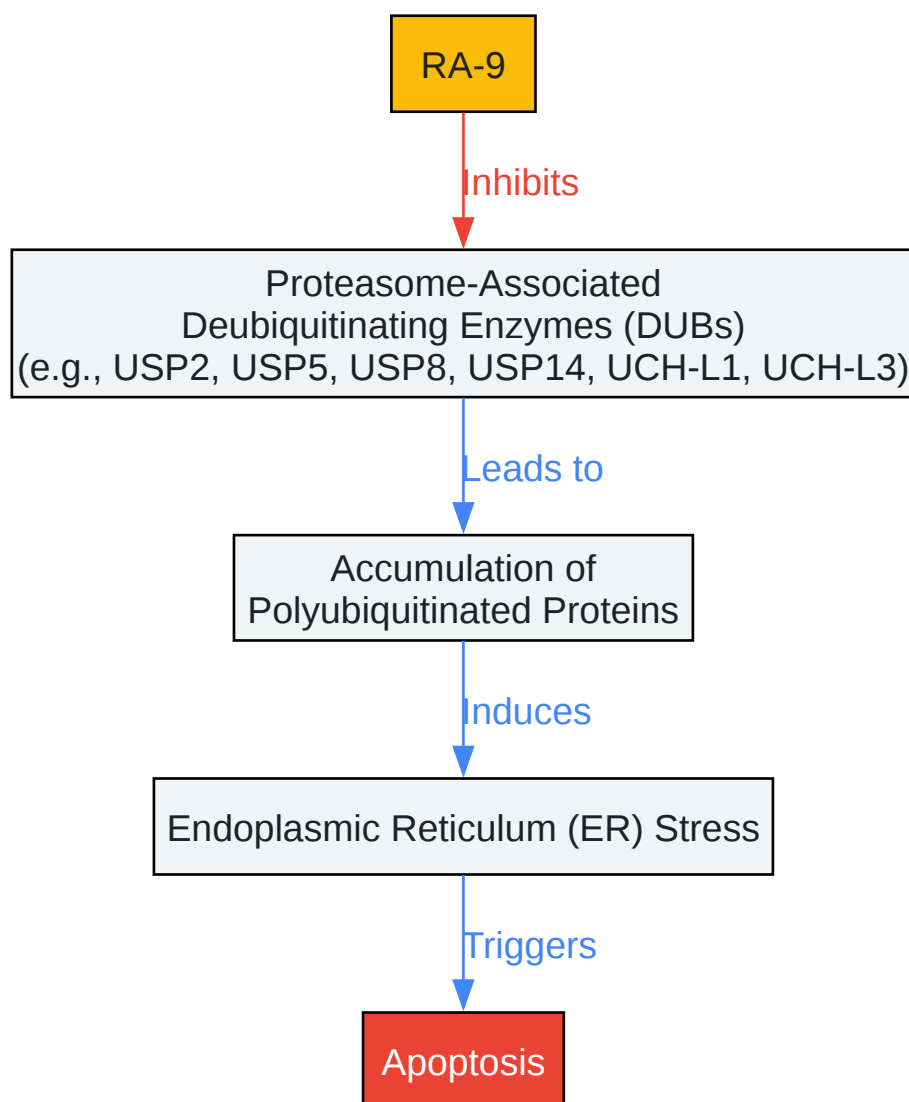 RA-9
Inhibits
Proteasome-Associated
Deubiquitinating Enzymes (DUBs)
(e.g., USP2, USP5, USP8, USP14, UCH-L1, UCH-L3)
Leads to
Accumulation of
Polyubiquitinated Proteins
Induces
Endoplasmic Reticulum (ER) Stress
Triggers
Apoptosis